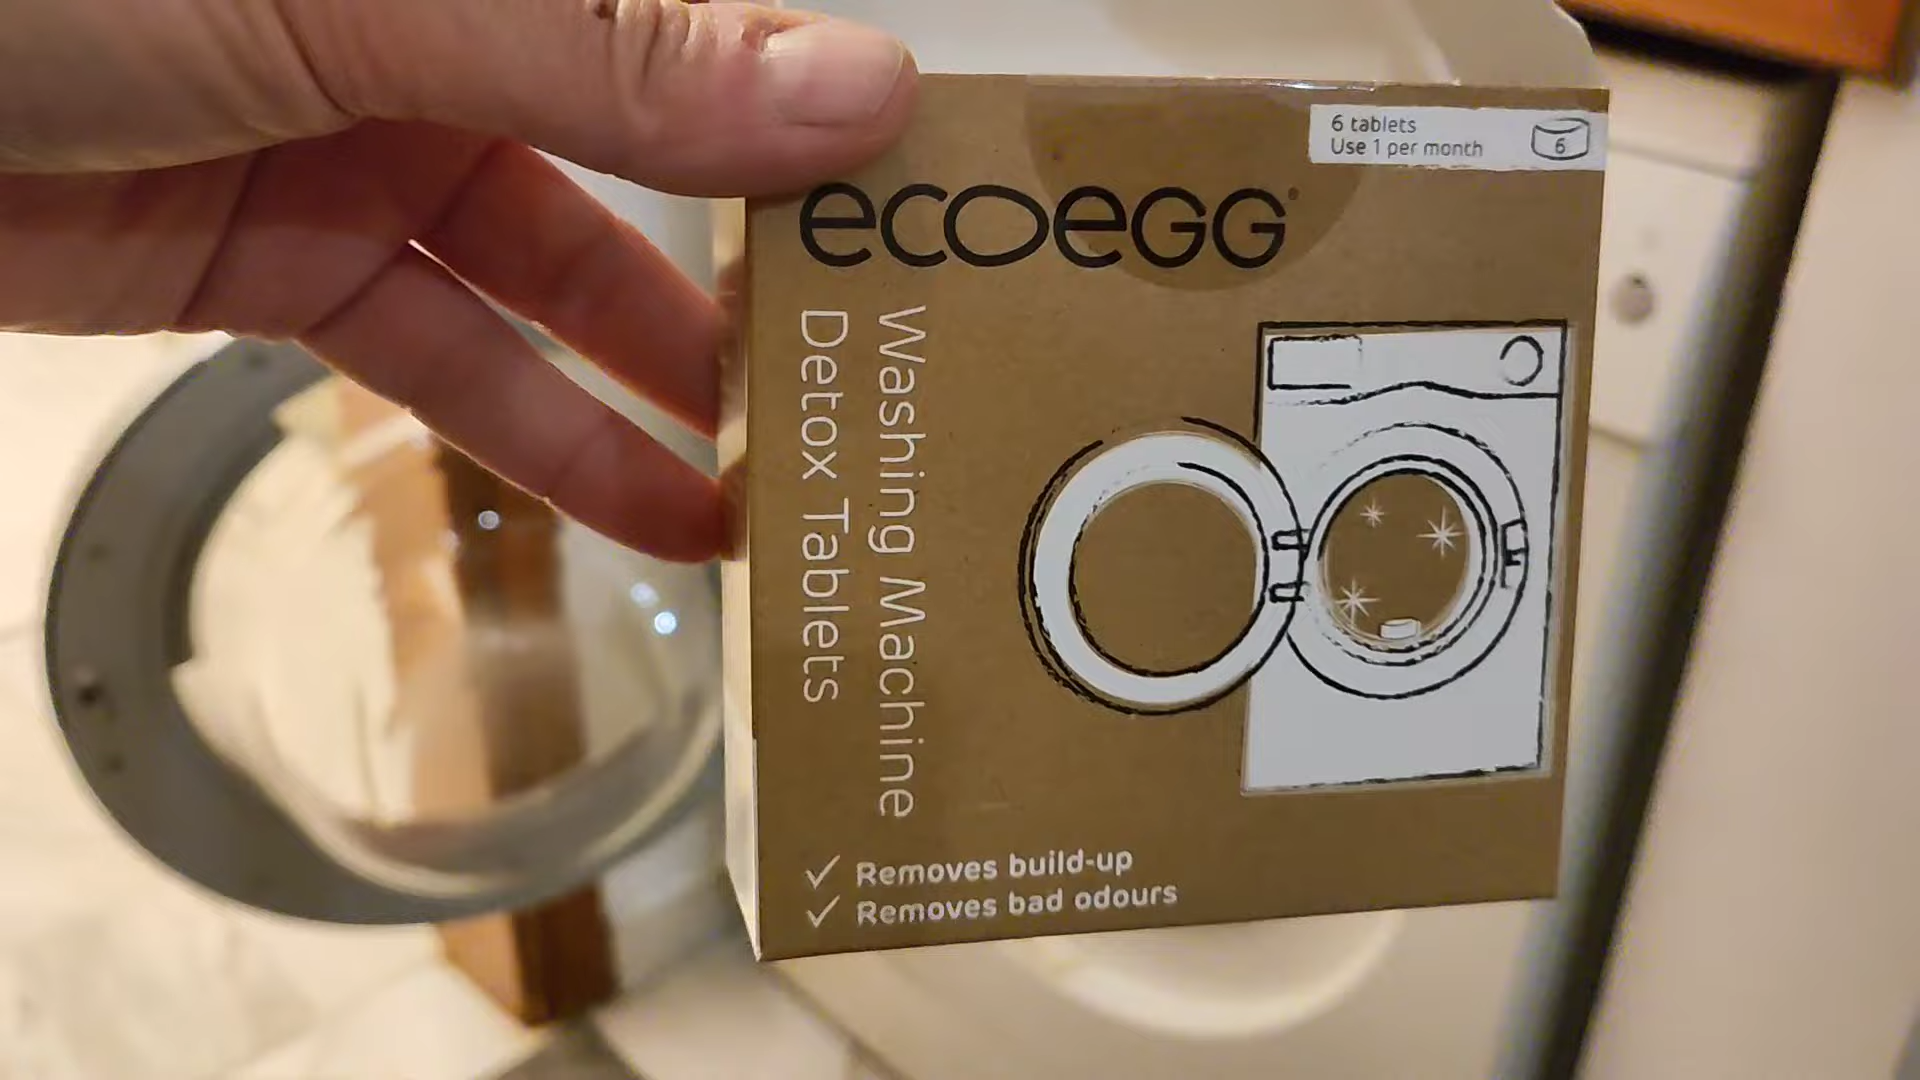 6 tablets
Use 1 per month
6
ecoegg
Washing Machine
Detox Tablets
Removes build-up
Removes bad odours